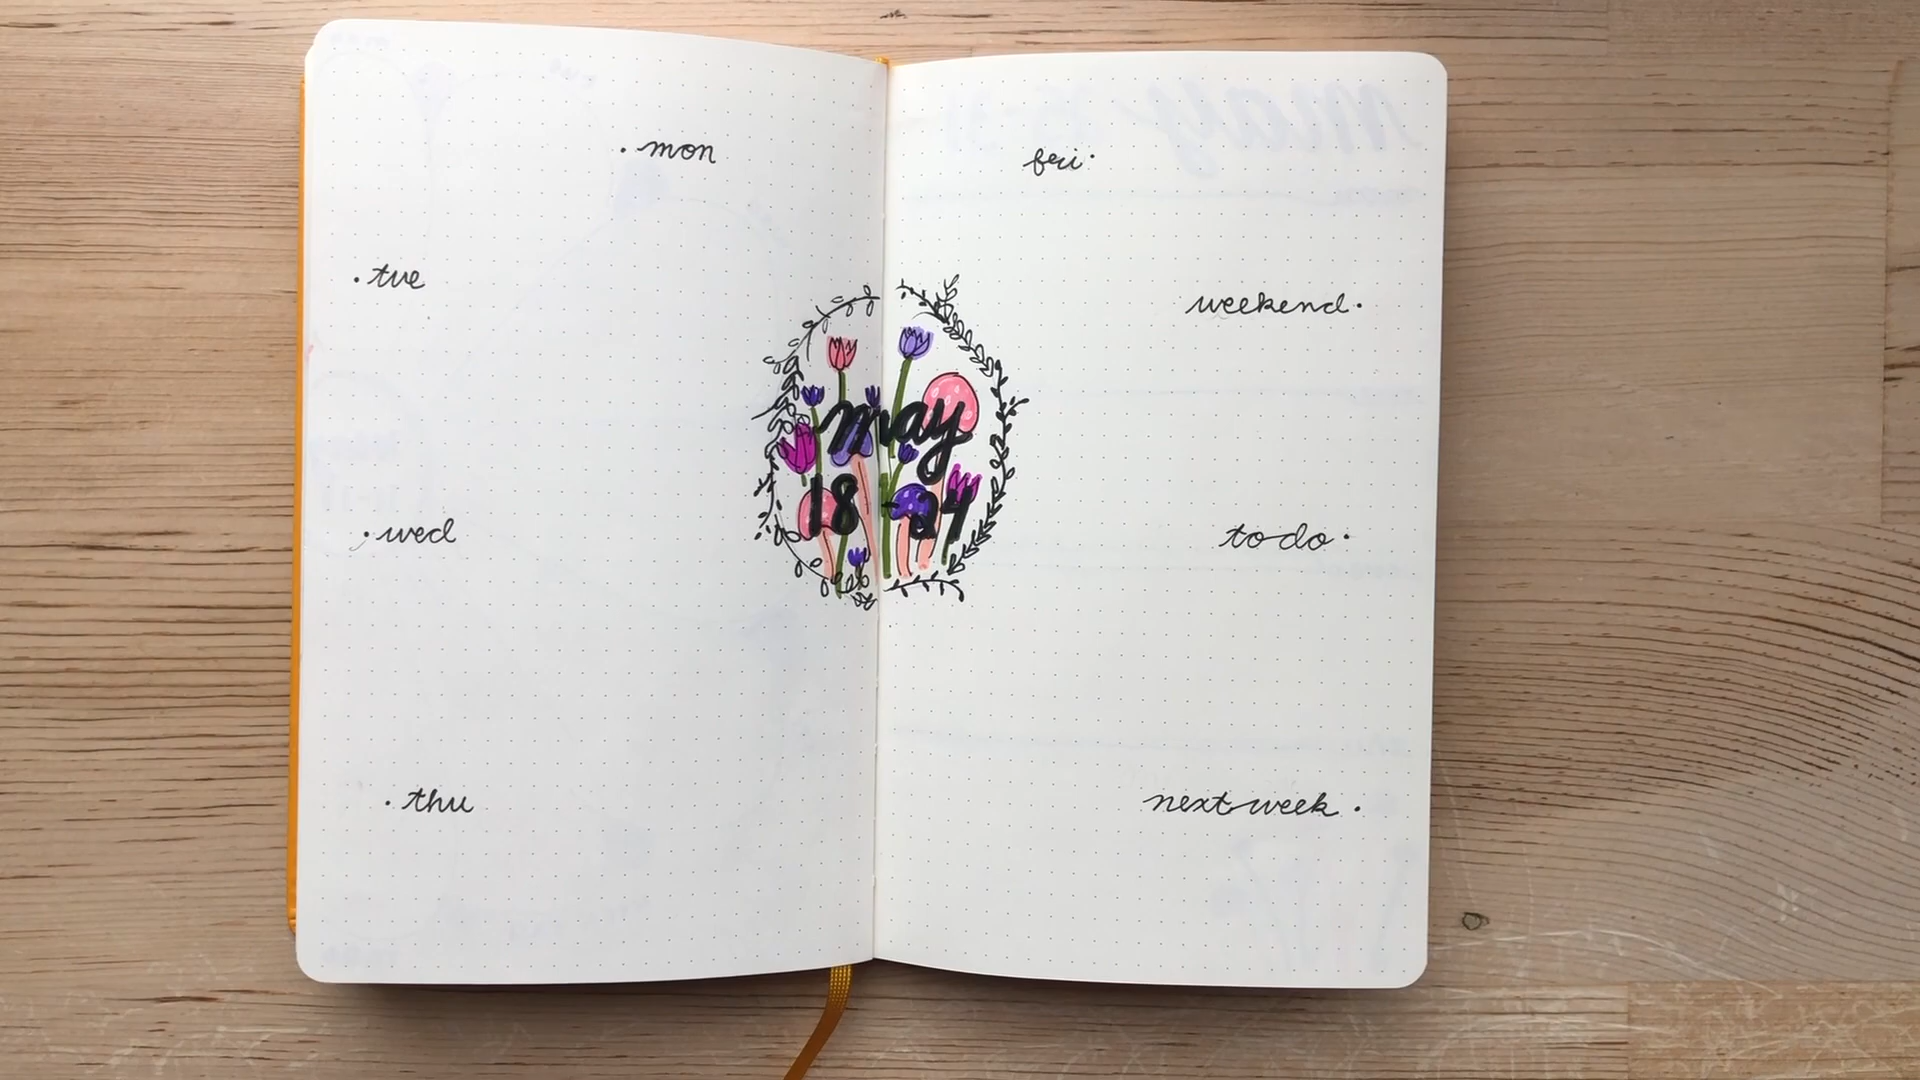 mon
tue
wed
thu
may
18-24
fri
weekend
to do
next week